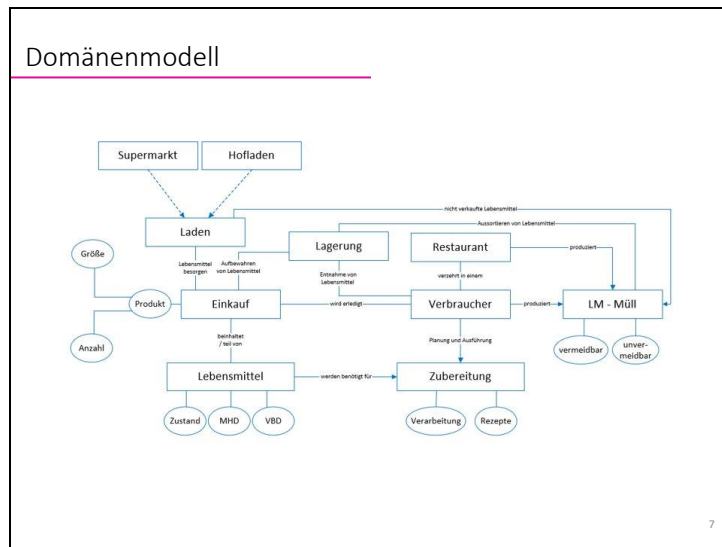 Domänenmodell
Supermarkt
Hofladen
nicht verkaufte Lebensmittel
Laden
Aussortieren von Lebensmittel
Größe
Lebensmittel
besorgen
Aufbewahren
von Lebensmittel
Lagerung
Restaurant
produziert
Entnahme von
Lebensmittel
verzehrt in einem
Produkt
Einkauf
wird erledigt
Verbraucher
produziert
LM - Müll
Anzahl
beinhaltet
/ teil von
Planung und Ausführung
vermeidbar
unver-
meidbar
Lebensmittel
werden benötigt für
Zubereitung
Zustand
MHD
VBD
Verarbeitung
Rezepte
7